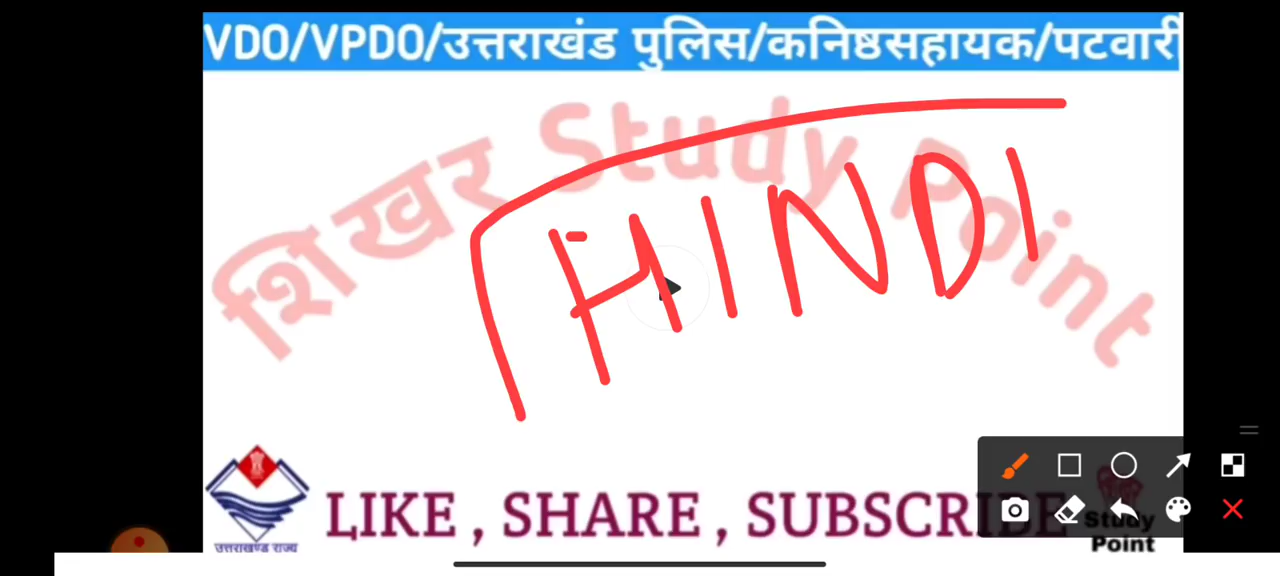 VDO/VPDO/उत्तराखंड पुलिस/कनिष्ठसहायक/पटवारी
शिखर Study Point
HINDI
LIKE , SHARE , SUBSCRIBE
उत्तराखण्ड राज्य
Study
Point